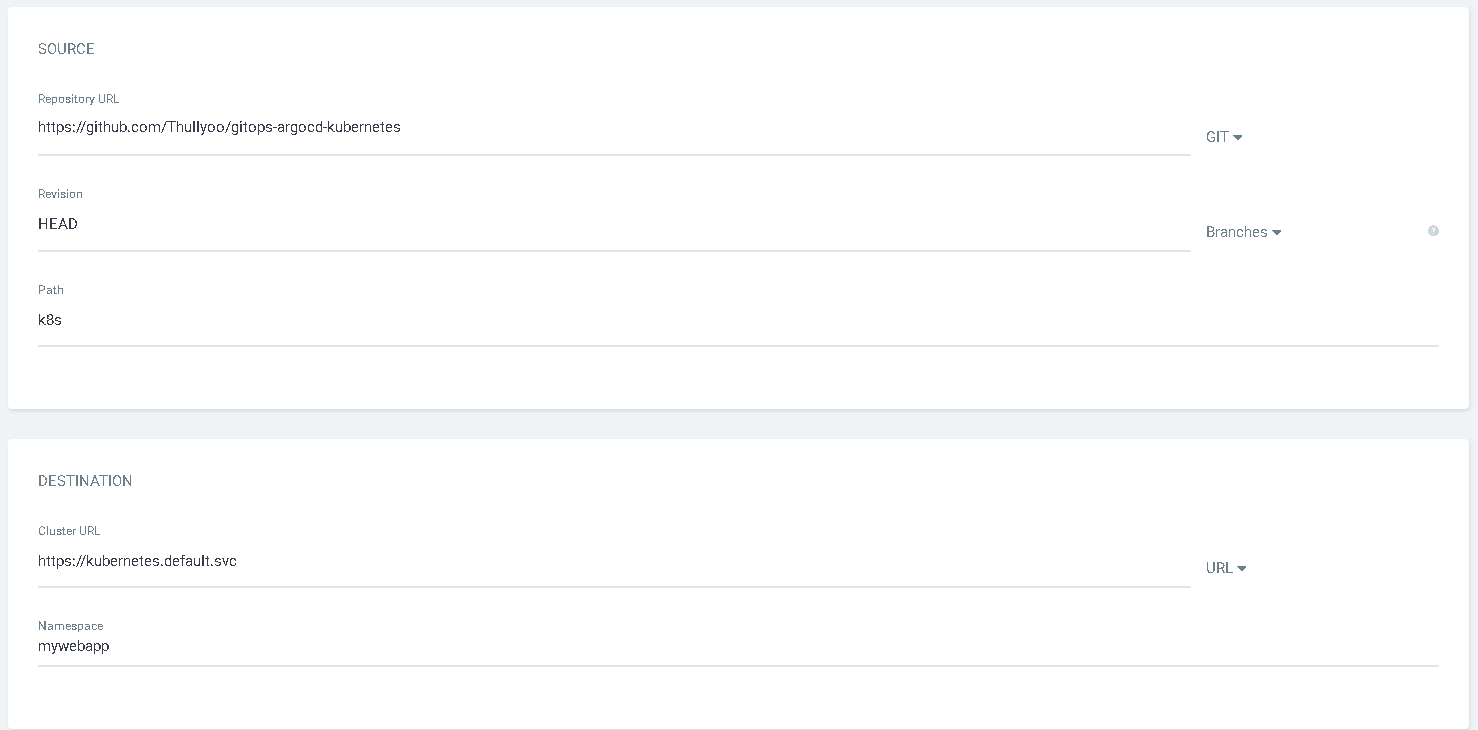 SOURCE
Repository URL
https://github.com/Thullyoo/gitops-argocd-kubernetes
GIT
Revision
HEAD
Branches
?
Path
k8s
DESTINATION
Cluster URL
https://kubernetes.default.svc
URL
Namespace
mywebapp